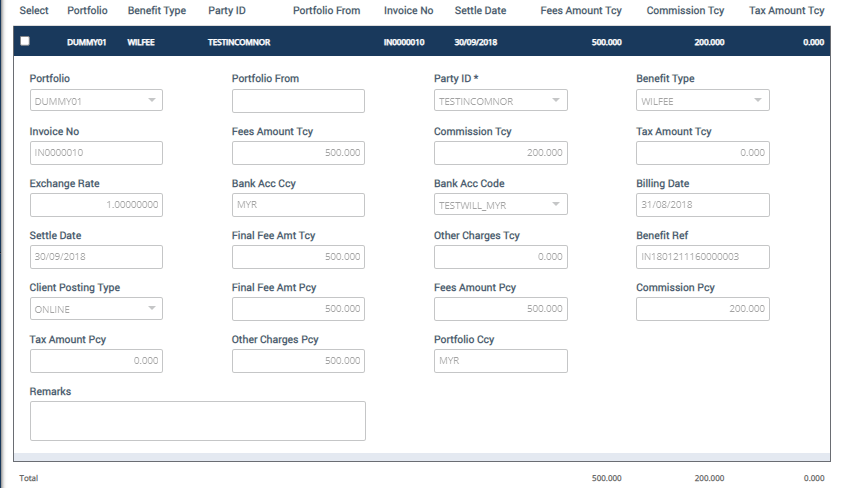 Select Portfolio Benefit Type Party ID Portfolio From Invoice No Settle Date Fees Amount Tcy Commission Tcy Tax Amount Tcy
DUMMY01 WILFEE TESTINCOMNOR IN0000010 30/09/2018 500.000 200.000 0.000
Portfolio Portfolio From Party ID * Benefit Type
DUMMY01 TESTINCOMNOR WILFEE
Invoice No Fees Amount Tcy Commission Tcy Tax Amount Tcy
IN0000010 500.000 200.000 0.000
Exchange Rate Bank Acc Ccy Bank Acc Code Billing Date
1.00000000 MYR TESTWILL_MYR 31/08/2018
Settle Date Final Fee Amt Tcy Other Charges Tcy Benefit Ref
30/09/2018 500.000 0.000 IN1801211160000003
Client Posting Type Final Fee Amt Pcy Fees Amount Pcy Commission Pcy
ONLINE 500.000 500.000 200.000
Tax Amount Pcy Other Charges Pcy Portfolio Ccy
0.000 500.000 MYR
Remarks
Total 500.000 200.000 0.000